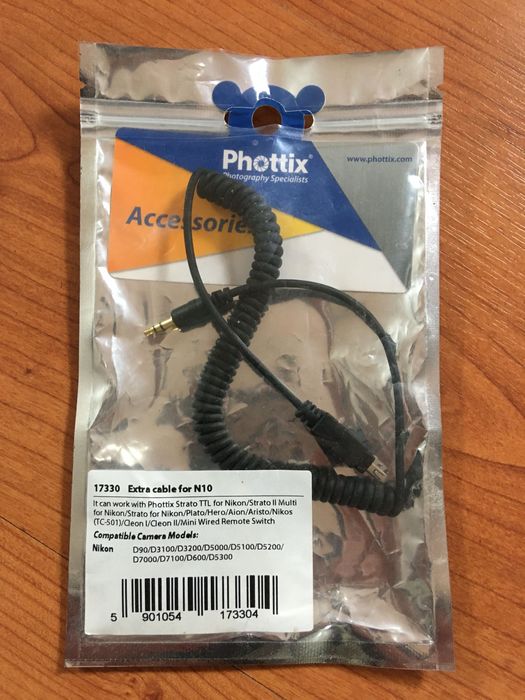 Phottix®
Photography Specialists
www.phottix.com
Accessories
17330 Extra cable for N10
It can work with Phottix Strato TTL for Nikon/Strato II Multi
for Nikon/Strato for Nikon/Plato/Hero/Aion/Aristo/Nikos
(TC-501)/Cleon I/Cleon II/Mini Wired Remote Switch
Compatible Camera Models:
Nikon D90/D3100/D3200/D5000/D5100/D5200/
D7000/D7100/D600/D5300
5 901054 173304